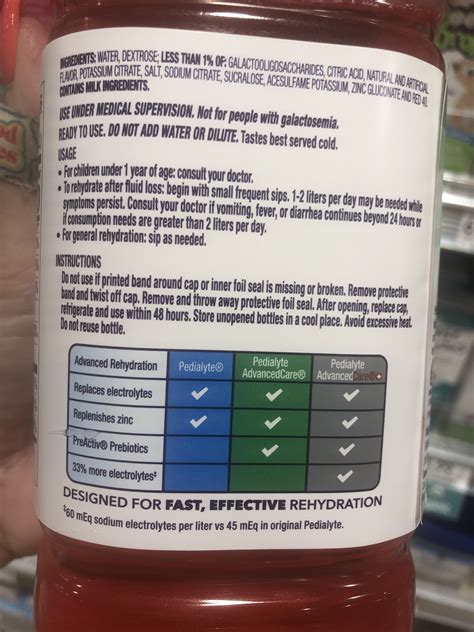 INGREDIENTS: WATER, DEXTROSE; LESS THAN 1% OF: GALACTOOLIGOSACCHARIDES, CITRIC ACID, NATURAL AND ARTIFICIAL
FLAVOR, POTASSIUM CITRATE, SALT, SODIUM CITRATE, SUCRALOSE, ACESULFAME POTASSIUM, ZINC GLUCONATE AND RED 40.
CONTAINS MILK INGREDIENTS.
USE UNDER MEDICAL SUPERVISION. Not for people with galactosemia.
READY TO USE. DO NOT ADD WATER OR DILUTE. Tastes best served cold.
USAGE
• For children under 1 year of age: consult your doctor.
• To rehydrate after fluid loss: begin with small frequent sips. 1-2 liters per day may be needed while
symptoms persist. Consult your doctor if vomiting, fever, or diarrhea continues beyond 24 hours or
if consumption needs are greater than 2 liters per day.
• For general rehydration: sip as needed.
INSTRUCTIONS
Do not use if printed band around cap or inner foil seal is missing or broken. Remove protective
band and twist off cap. Remove and throw away protective foil seal. After opening, replace cap,
refrigerate and use within 48 hours. Store unopened bottles in a cool place. Avoid excessive heat.
Do not reuse bottle.
Advanced Rehydration Pedialyte® Pedialyte AdvancedCare® Pedialyte AdvancedCare®+
Replaces electrolytes ✓ ✓ ✓
Replenishes zinc ✓ ✓ ✓
PreActiv® Prebiotics ✓ ✓
33% more electrolytes‡ ✓
DESIGNED FOR FAST, EFFECTIVE REHYDRATION
‡60 mEq sodium electrolytes per liter vs 45 mEq in original Pedialyte.